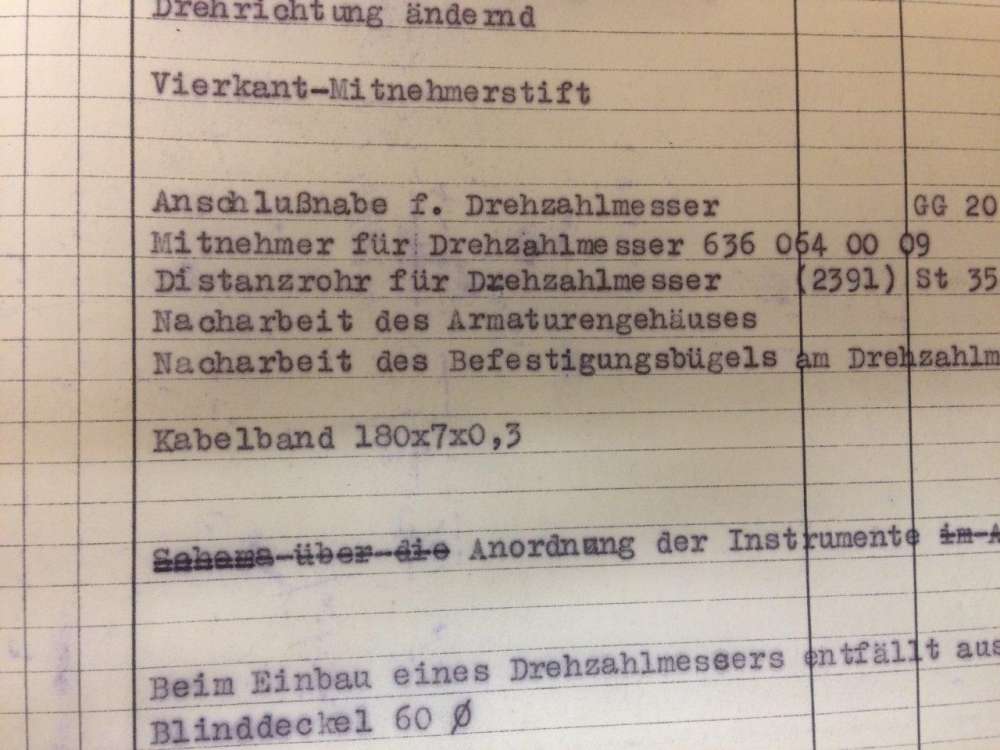 Drehrichtung ändernd
Vierkant-Mitnehmerstift
Anschlußnabe f. Drehzahlmesser GG 20
Mitnehmer für Drehzahlmesser 636 064 00 09
Distanzrohr für Drehzahlmesser (2391) St 35
Nacharbeit des Armaturengehäuses
Nacharbeit des Befestigungsbügels am Drehzahlm
Kabelband 180x7x0,3
Schema über die Anordnung der Instrumente im A
Beim Einbau eines Drehzahlmessers entfällt aus
Blinddeckel 60 Ø